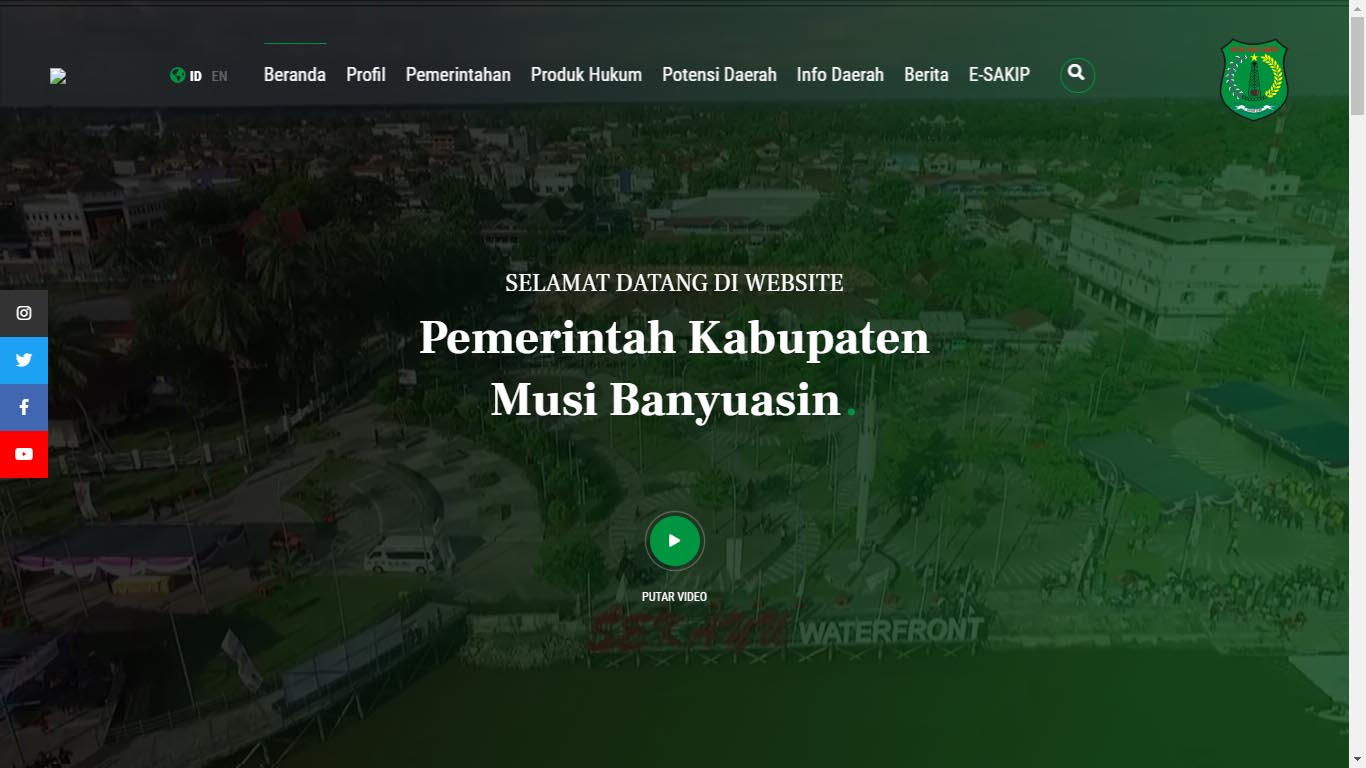 ID EN
Beranda Profil Pemerintahan Produk Hukum Potensi Daerah Info Daerah Berita E-SAKIP
SELAMAT DATANG DI WEBSITE
Pemerintah Kabupaten
Musi Banyuasin.
PUTAR VIDEO
SEKAYU WATERFRONT